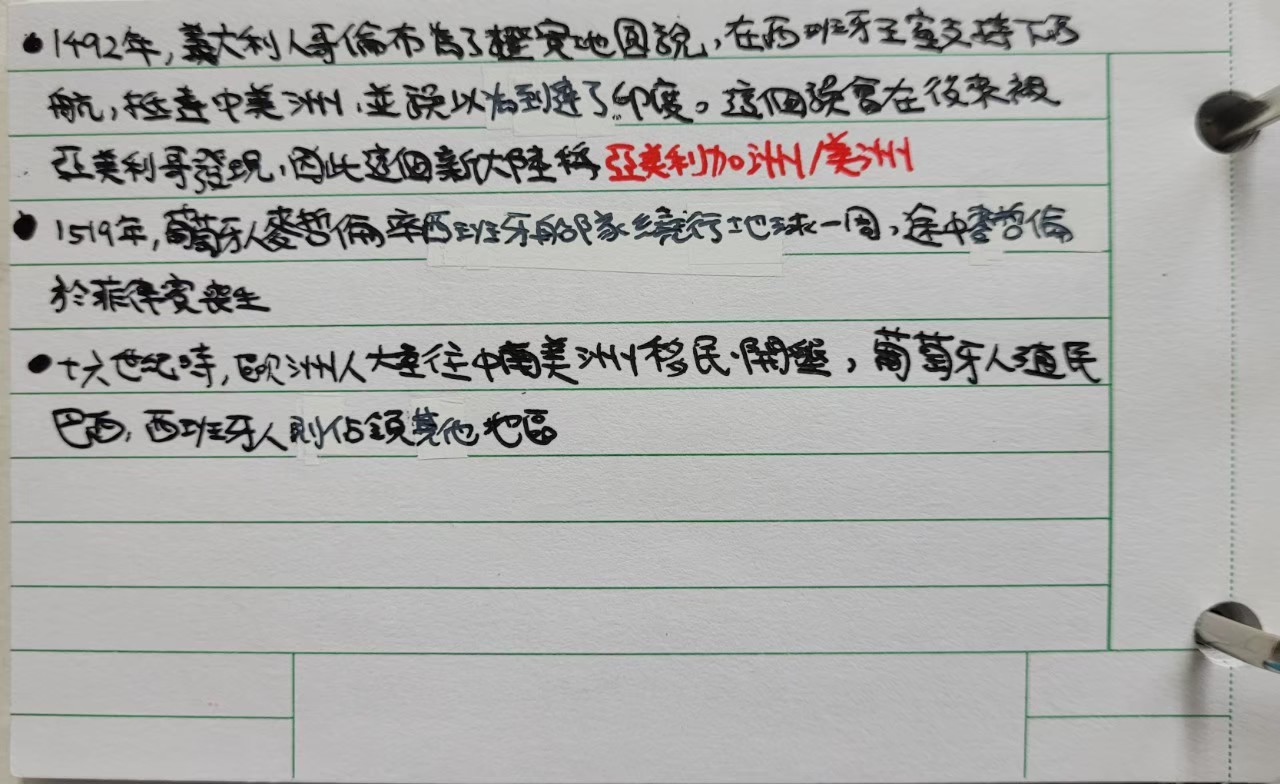 ●1492年,義大利人哥倫布為了證實地圓說,在西班牙王室支持下西
航,抵達中美洲,並誤以為到達了印度。這個誤會在後來被
亞美利哥發現,因此這個新大陸稱亞美利加洲/美洲
●1519年,葡萄牙人麥哲倫率西班牙船隊繞行地球一周,途中麥哲倫
於菲律賓喪生
●十六世紀時,歐洲人大量往中南美洲移民、開墾,葡萄牙人殖民
巴西,西班牙人則佔領其他地區